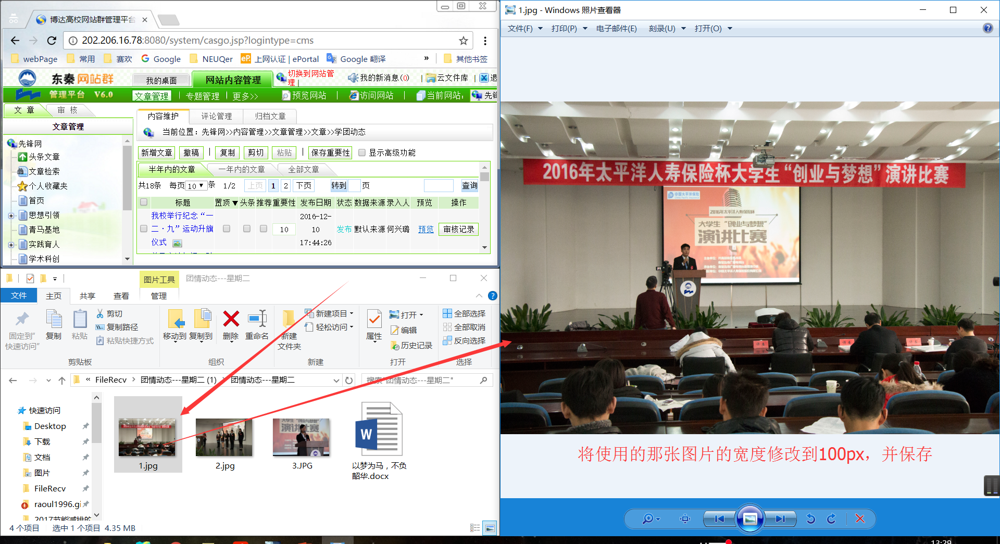 博达高校网站群管理平台
202.206.16.78:8080/system/casgo.jsp?logintype=cms
webPage 常用 赛欢 Google NEUQer 上网认证 | ePortal Google 翻译 » 其他书签
东秦 网站群
管理平台 V6.0
我的桌面 网站内容管理
切换到网站管理 |
我的新消息(0) | 云文件库 | 退
文章管理 | 专题管理 | 更多>> 预览网站 | 访问网站 | 当前网站: 先锋
文 章 审 核
文章管理
先锋网
头条文章
文章检索
个人收藏夹
首页
思想引领
青马基地
实践育人
学术科创
内容维护 评论管理 归档文章
当前位置：先锋网>>内容管理>>文章管理>>文章>>学团动态
新增文章 撤稿 | 复制 剪切 粘贴 | 保存重要性 显示高级功能
半年内的文章 一年内的文章 全部文章
共18条 每页 10 条 1/2 上页 1 2 下页 转到 页 查询
标题 置顶▼ 头条 推荐 重要性 发布日期 状态 数据来源 录入人 预览 操作
我校举行纪念“一二·九”运动升旗仪式
10
2016-12-10 17:44:26
发布 默认来源 何兴璐 预览 审核记录
图片工具 团情动态---星期二
文件 主页 共享 查看 管理
固定到“快速访问” 复制 粘贴 剪切 复制路径 粘贴快捷方式
移动到 复制到 删除 重命名 新建文件夹 新建项目 轻松访问
属性 打开 编辑 历史记录 全部选择 全部取消 反向选择
剪贴板 组织 新建 打开 选择
« FileRecv > 团情动态---星期二 (1) > 团情动态---星期二 搜索"团情动态---星期二"
快速访问
Desktop
下载
文档
图片
FileRecv
raoul1996.gi
2017节能减排的
1.jpg
2.jpg
3.JPG
以梦为马，不负韶华.docx
4 个项目 选中 1 个项目 4.35 MB
1.jpg - Windows 照片查看器
文件(F) 打印(P) 电子邮件(E) 刻录(U) 打开(O)
2016年太平洋人寿保险杯大学生“创业与梦想”演讲比赛
中国太平洋保险
2016年太平洋人寿保险杯
大学生“创业与梦想”
演讲比赛
将使用的那张图片的宽度修改到100px，并保存
13:29